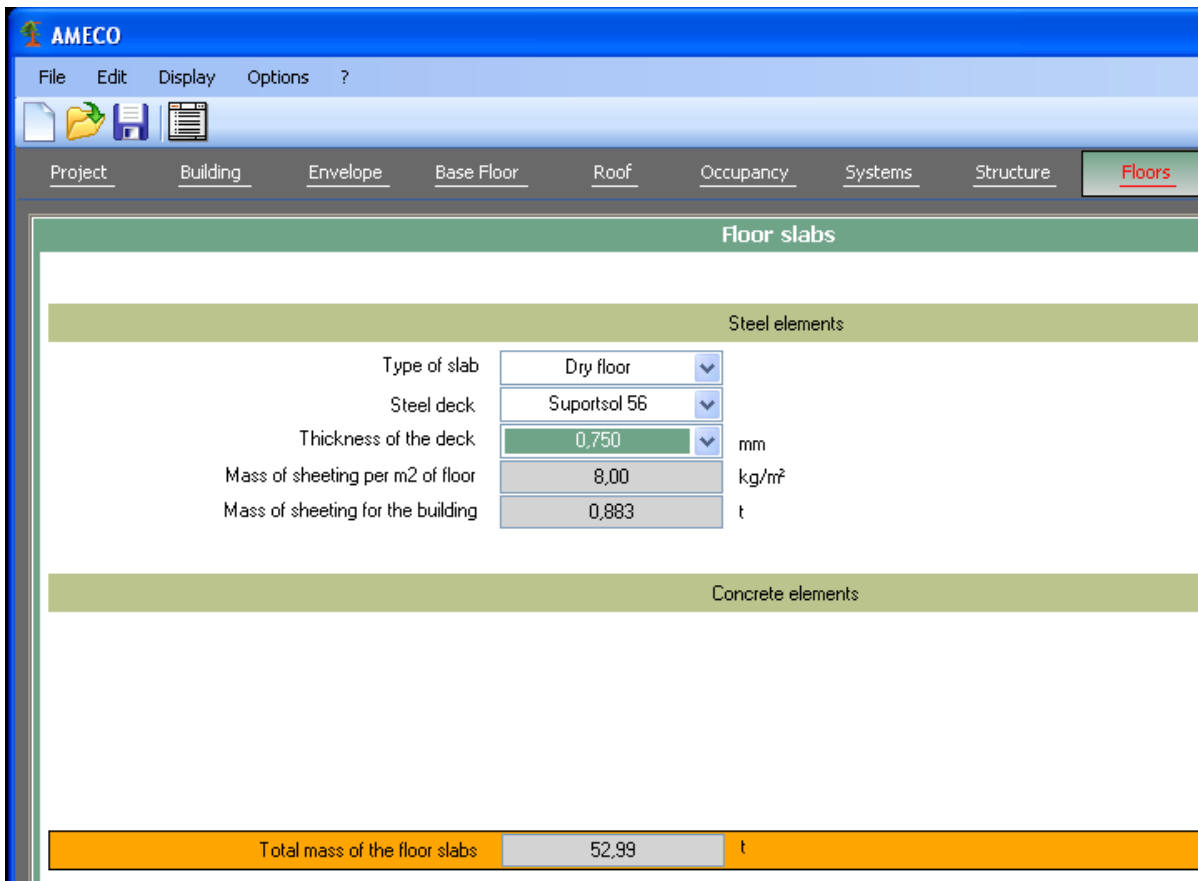 AMECO
File Edit Display Options ?
Project Building Envelope Base Floor Roof Occupancy Systems Structure Floors
Floor slabs
Steel elements
Type of slab Dry floor
Steel deck Suportsol 56
Thickness of the deck 0,750 mm
Mass of sheeting per m2 of floor 8,00 kg/m²
Mass of sheeting for the building 0,883 t
Concrete elements
Total mass of the floor slabs 52,99 t